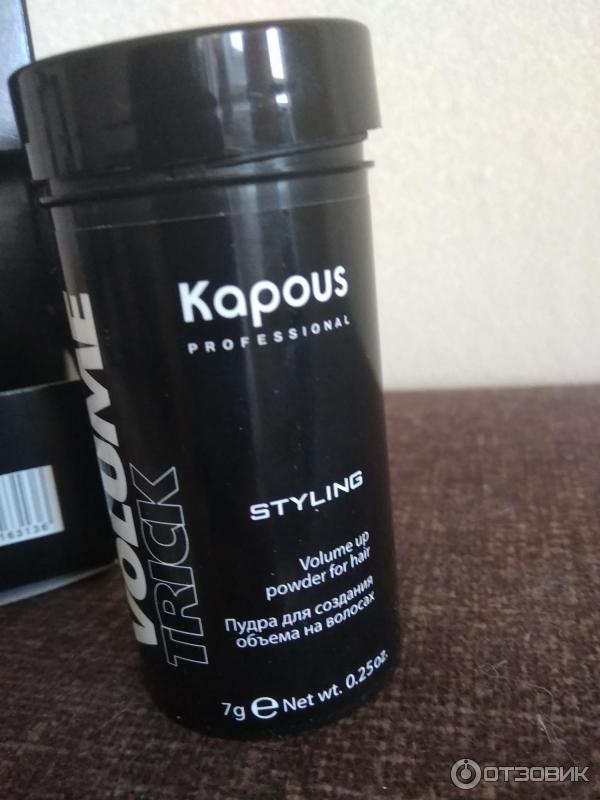 Kapous
PROFESSIONAL
VOLUME
TRICK
STYLING
Volume up
powder for hair
Пудра для создания
объема на волосах
7g e Net wt. 0.25oz.
163136
ОТЗОВИК